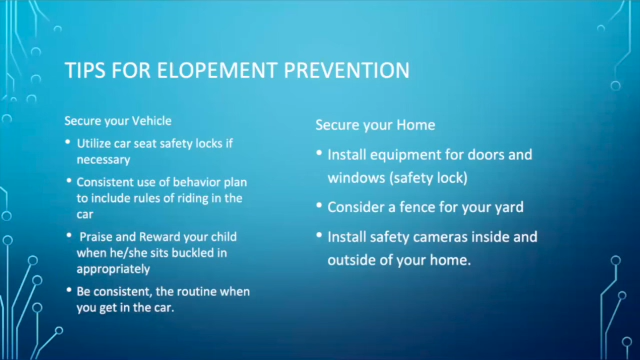 TIPS FOR ELOPEMENT PREVENTION
Secure your Vehicle
• Utilize car seat safety locks if
necessary
• Consistent use of behavior plan
to include rules of riding in the
car
• Praise and Reward your child
when he/she sits buckled in
appropriately
• Be consistent, the routine when
you get in the car.
Secure your Home
• Install equipment for doors and
windows (safety lock)
• Consider a fence for your yard
• Install safety cameras inside and
outside of your home.